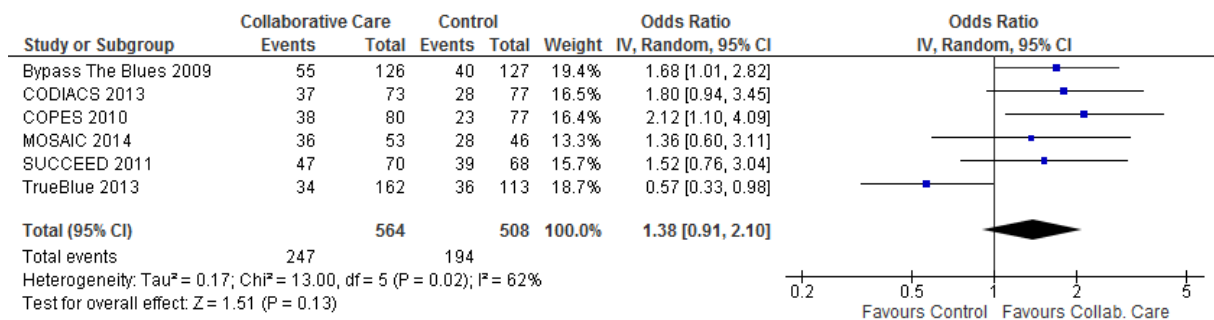 Collaborative Care Control Odds Ratio Odds Ratio
Study or Subgroup Events Total Events Total Weight IV, Random, 95% CI IV, Random, 95% CI
Bypass The Blues 2009 55 126 40 127 19.4% 1.68 [1.01, 2.82]
CODIACS 2013 37 73 28 77 16.5% 1.80 [0.94, 3.45]
COPES 2010 38 80 23 77 16.4% 2.12 [1.10, 4.09]
MOSAIC 2014 36 53 28 46 13.3% 1.36 [0.60, 3.11]
SUCCEED 2011 47 70 39 68 15.7% 1.52 [0.76, 3.04]
TrueBlue 2013 34 162 36 113 18.7% 0.57 [0.33, 0.98]
Total (95% CI) 564 508 100.0% 1.38 [0.91, 2.10]
Total events 247 194
Heterogeneity: Tau² = 0.17; Chi² = 13.00, df = 5 (P = 0.02); I² = 62%
Test for overall effect: Z = 1.51 (P = 0.13)
0.2 0.5 1 2 5
Favours Control Favours Collab. Care